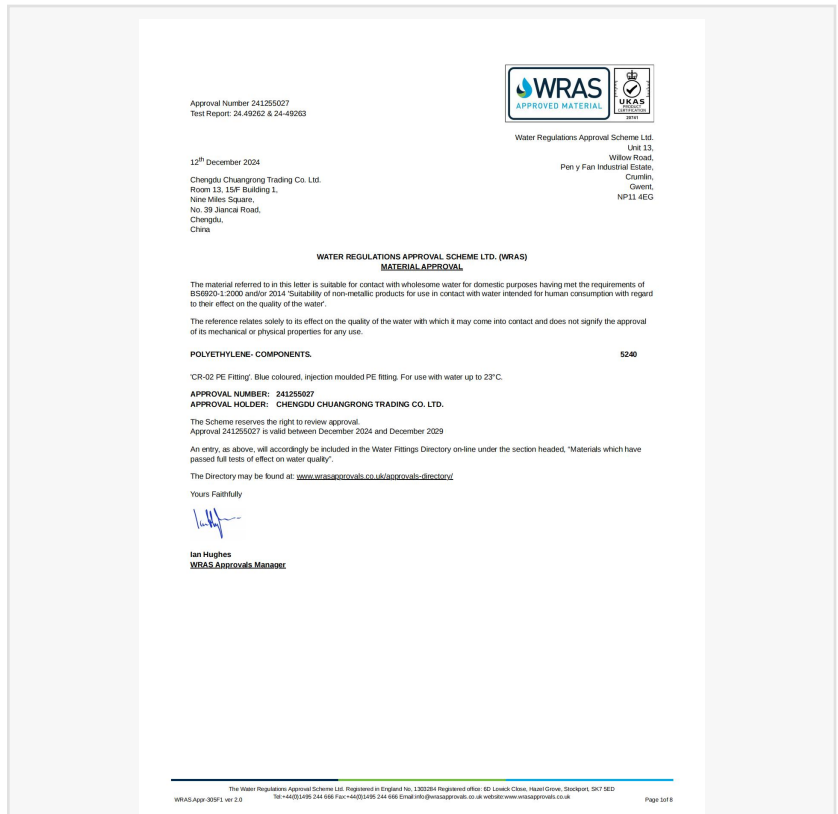 WRAS
APPROVED MATERIAL
UKAS
PRODUCT
CERTIFICATION
Approval Number 241255027
Test Report: 24.49262 & 24-49263
Water Regulations Approval Scheme Ltd.
Unit 13,
Willow Road,
Pen y Fan Industrial Estate,
Crumlin,
Gwent,
NP11 4EG
12th December 2024
Chengdu Chuangrong Trading Co. Ltd.
Room 13, 15/F Building 1,
Nine Miles Square,
No. 39 Jiancai Road,
Chengdu,
China
WATER REGULATIONS APPROVAL SCHEME LTD. (WRAS)
MATERIAL APPROVAL
The material referred to in this letter is suitable for contact with wholesome water for domestic purposes having met the requirements of
BS6920-1:2000 and/or 2014 'Suitability of non-metallic products for use in contact with water intended for human consumption with regard
to their effect on the quality of the water'.
The reference relates solely to its effect on the quality of the water with which it may come into contact and does not signify the approval
of its mechanical or physical properties for any use.
POLYETHYLENE- COMPONENTS. 5240
'CR-02 PE Fitting'. Blue coloured, injection moulded PE fitting. For use with water up to 23°C.
APPROVAL NUMBER: 241255027
APPROVAL HOLDER: CHENGDU CHUANGRONG TRADING CO. LTD.
The Scheme reserves the right to review approval.
Approval 241255027 is valid between December 2024 and December 2029
An entry, as above, will accordingly be included in the Water Fittings Directory on-line under the section headed, "Materials which have
passed full tests of effect on water quality".
The Directory may be found at: www.wrasapprovals.co.uk/approvals-directory/
Yours Faithfully
Ian Hughes
WRAS Approvals Manager
The Water Regulations Approval Scheme Ltd. Registered in England No, 1303284 Registered office: 6D Lowick Close, Hazel Grove, Stockport, SK7 5ED
Tel:+44(0)1495 244 666 Fax:+44(0)1495 244 666 Email:info@wrasapprovals.co.uk website:www.wrasapprovals.co.uk
WRAS.Appr-305F1 ver 2.0
Page 1of 8